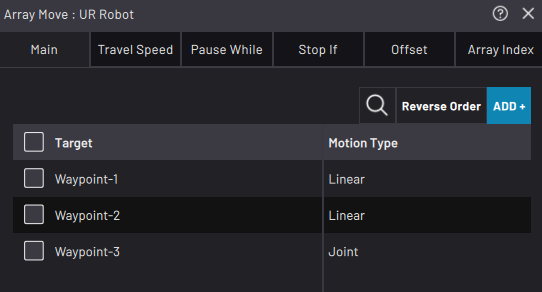 Array Move : UR Robot
Main Travel Speed Pause While Stop If Offset Array Index
Reverse Order ADD +
Target Motion Type
Waypoint-1 Linear
Waypoint-2 Linear
Waypoint-3 Joint